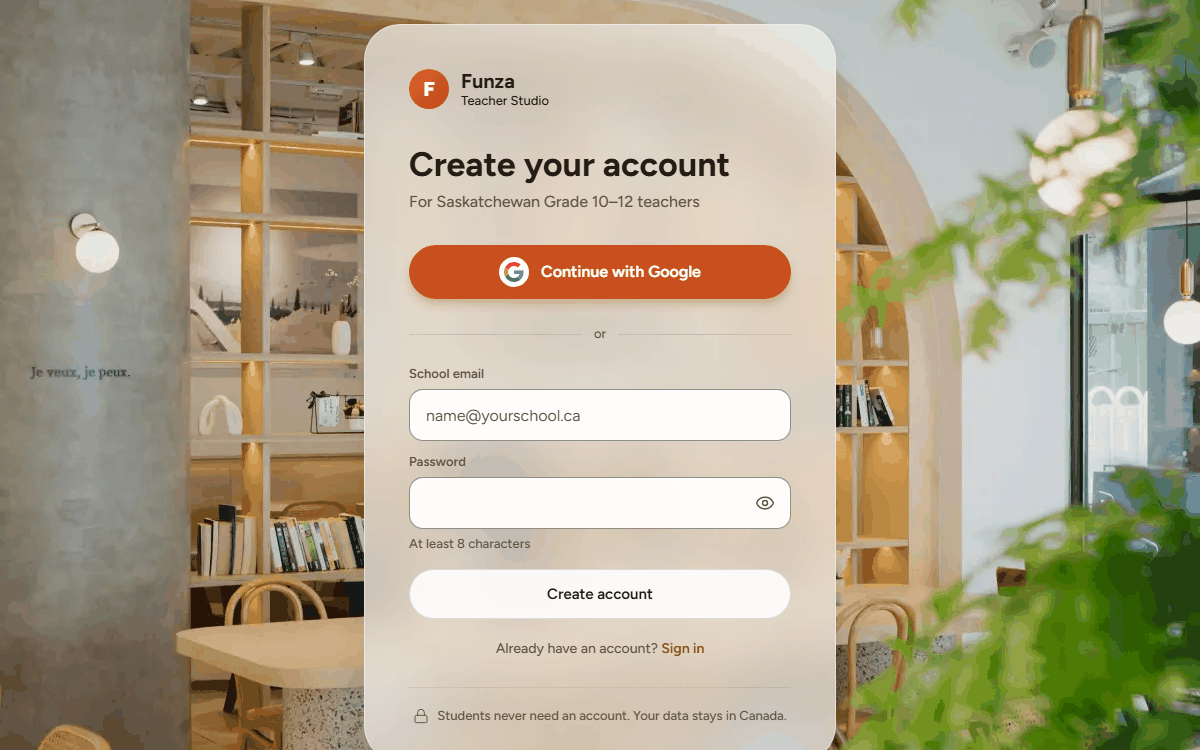 F
Funza
Teacher Studio
Create your account
For Saskatchewan Grade 10–12 teachers
G Continue with Google
or
School email
name@yourschool.ca
Password
At least 8 characters
Create account
Already have an account? Sign in
Students never need an account. Your data stays in Canada.
Je veux, je peux.